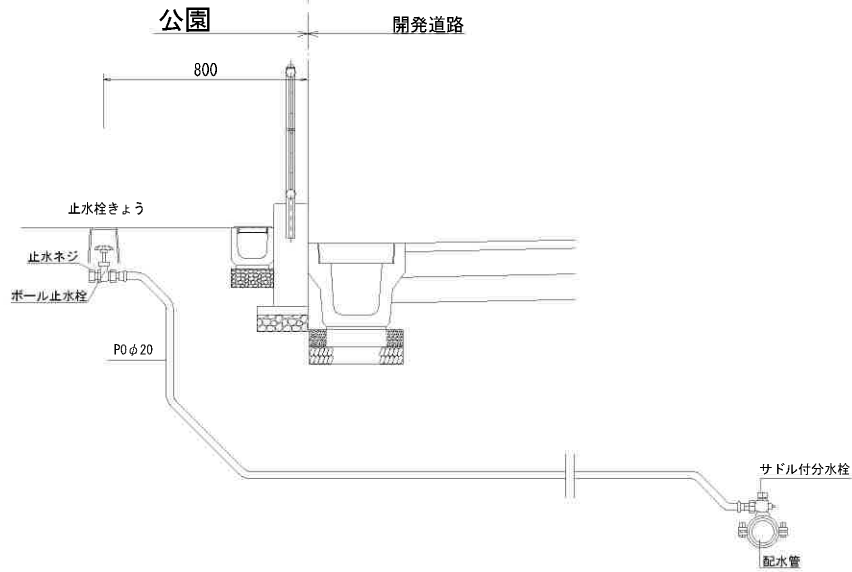 公園
開発道路
800
止水栓きょう
止水ネジ
ボール止水栓
POφ20
サドル付分水栓
配水管